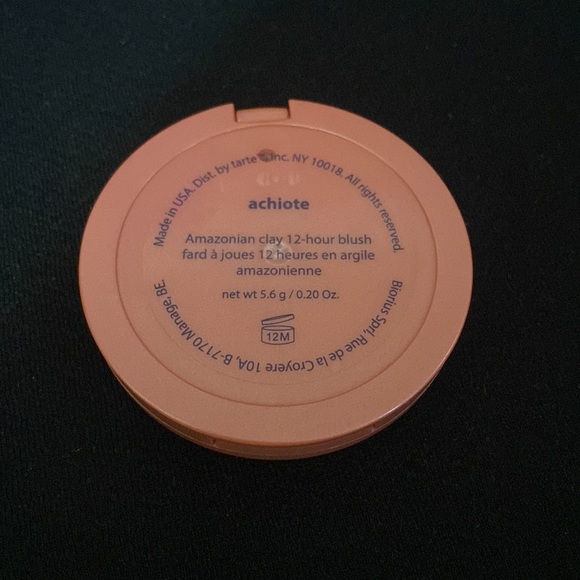 Made in USA. Dist. by tarte Inc. NY 10018. All rights reserved.
achiote
Amazonian clay 12-hour blush
fard à joues 12 heures en argile
amazonienne
net wt 5.6 g / 0.20 Oz.
12M
Biorius Sprl, Rue de la Croyere 10A, B-7170 Manage, BE.